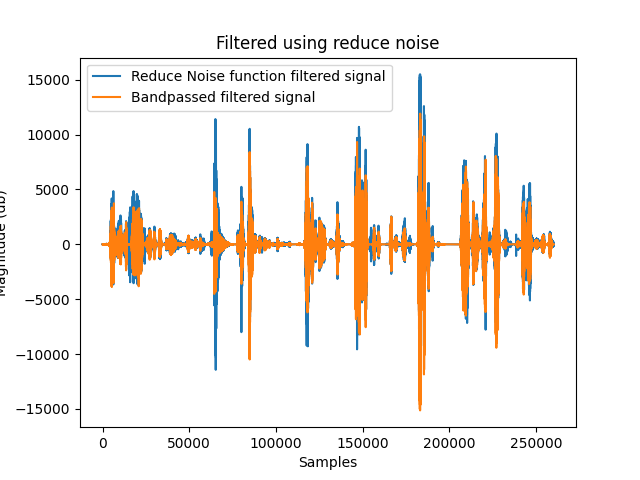 Filtered using reduce noise
Reduce Noise function filtered signal
Bandpassed filtered signal
15000
10000
5000
0
−5000
−10000
−15000
Magnitude (db)
0
50000
100000
150000
200000
250000
Samples